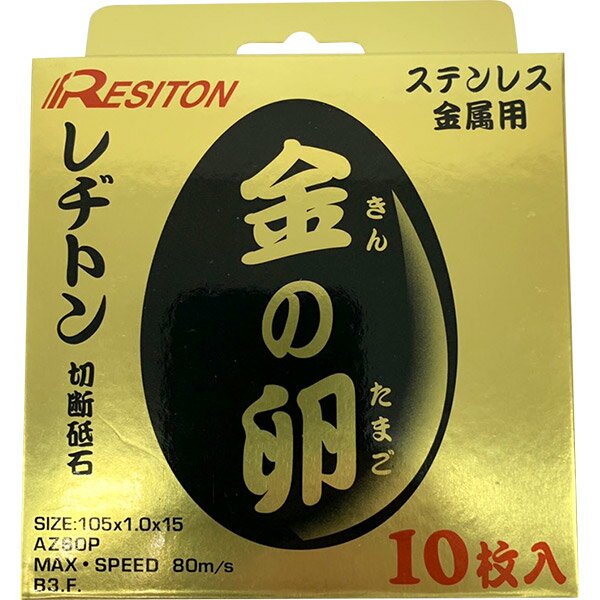 RESITON
ステンレス
金属用
レヂトン
切断砥石
金の卵
きん
たまご
SIZE:105x1.0x15
AZ60P
MAX・SPEED 80m/s
B3.F.
10枚入